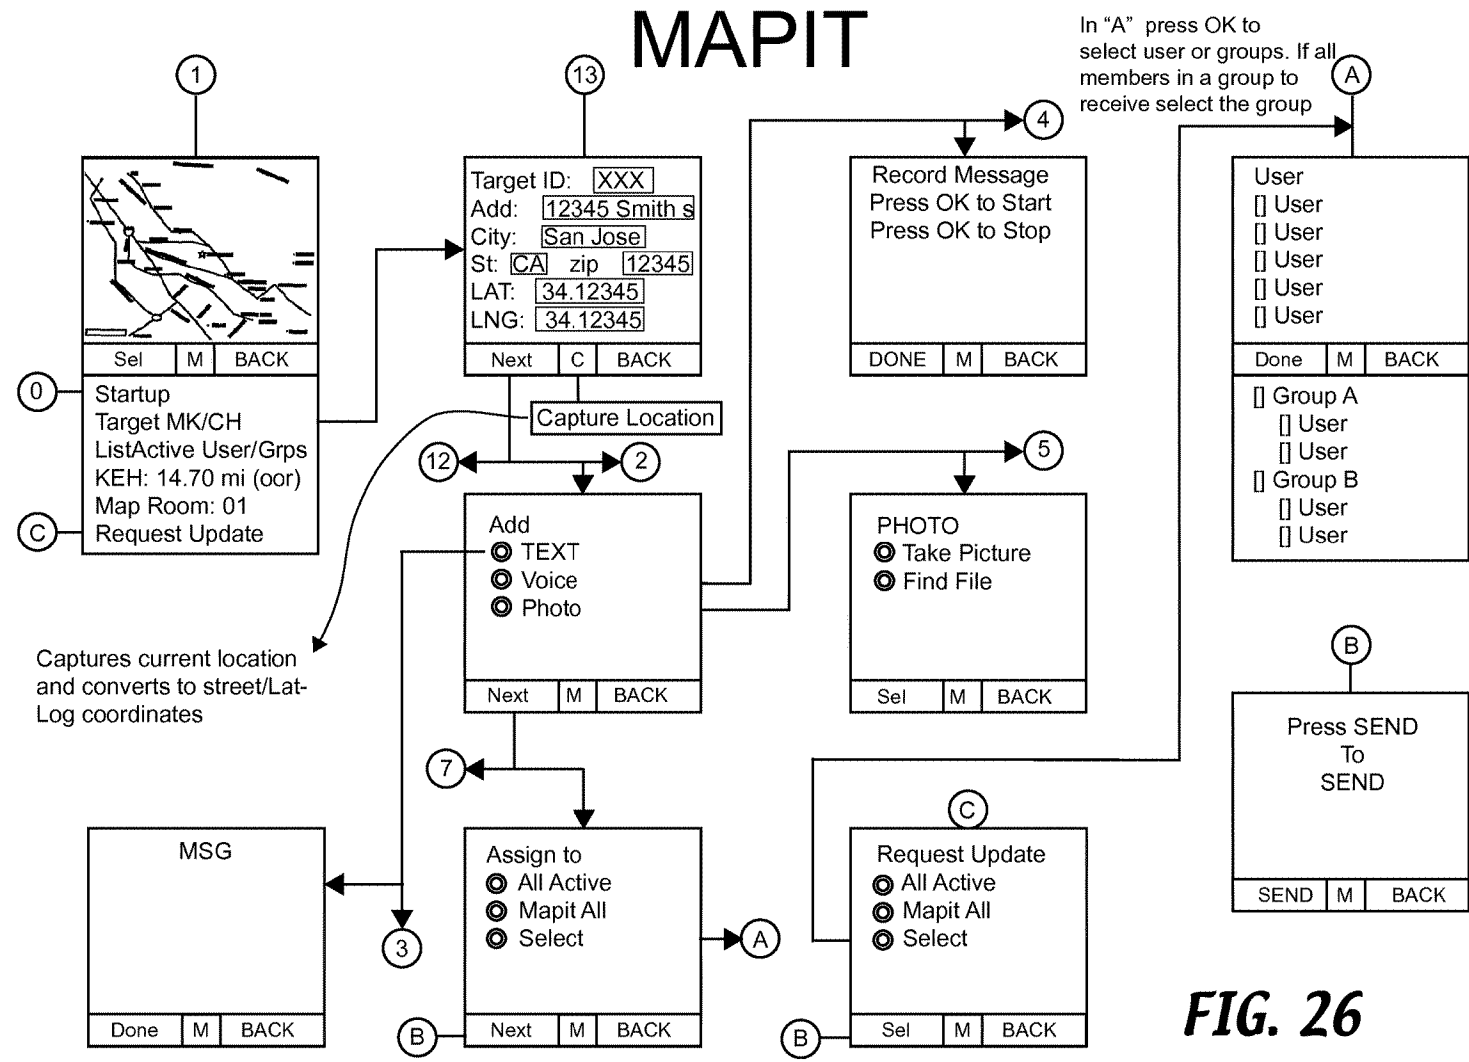 MAPIT
In “A” press OK to
select user or groups. If all
members in a group to
receive select the group
1
Sel M BACK
0
Startup
Target MK/CH
ListActive User/Grps
KEH: 14.70 mi (oor)
Map Room: 01
C
Request Update
13
Target ID: XXX
Add: 12345 Smith s
City: San Jose
St: CA zip 12345
LAT: 34.12345
LNG: 34.12345
Next C BACK
Capture Location
12
2
Captures current location
and converts to street/Lat-
Log coordinates
Add
TEXT
Voice
Photo
Next M BACK
7
4
Record Message
Press OK to Start
Press OK to Stop
DONE M BACK
5
PHOTO
Take Picture
Find File
Sel M BACK
A
User
[] User
[] User
[] User
[] User
[] User
Done M BACK
[] Group A
[] User
[] User
[] Group B
[] User
[] User
B
Press SEND
To
SEND
SEND M BACK
MSG
Done M BACK
3
Assign to
All Active
Mapit All
Select
A
B
Next M BACK
C
Request Update
All Active
Mapit All
Select
B
Sel M BACK
FIG. 26